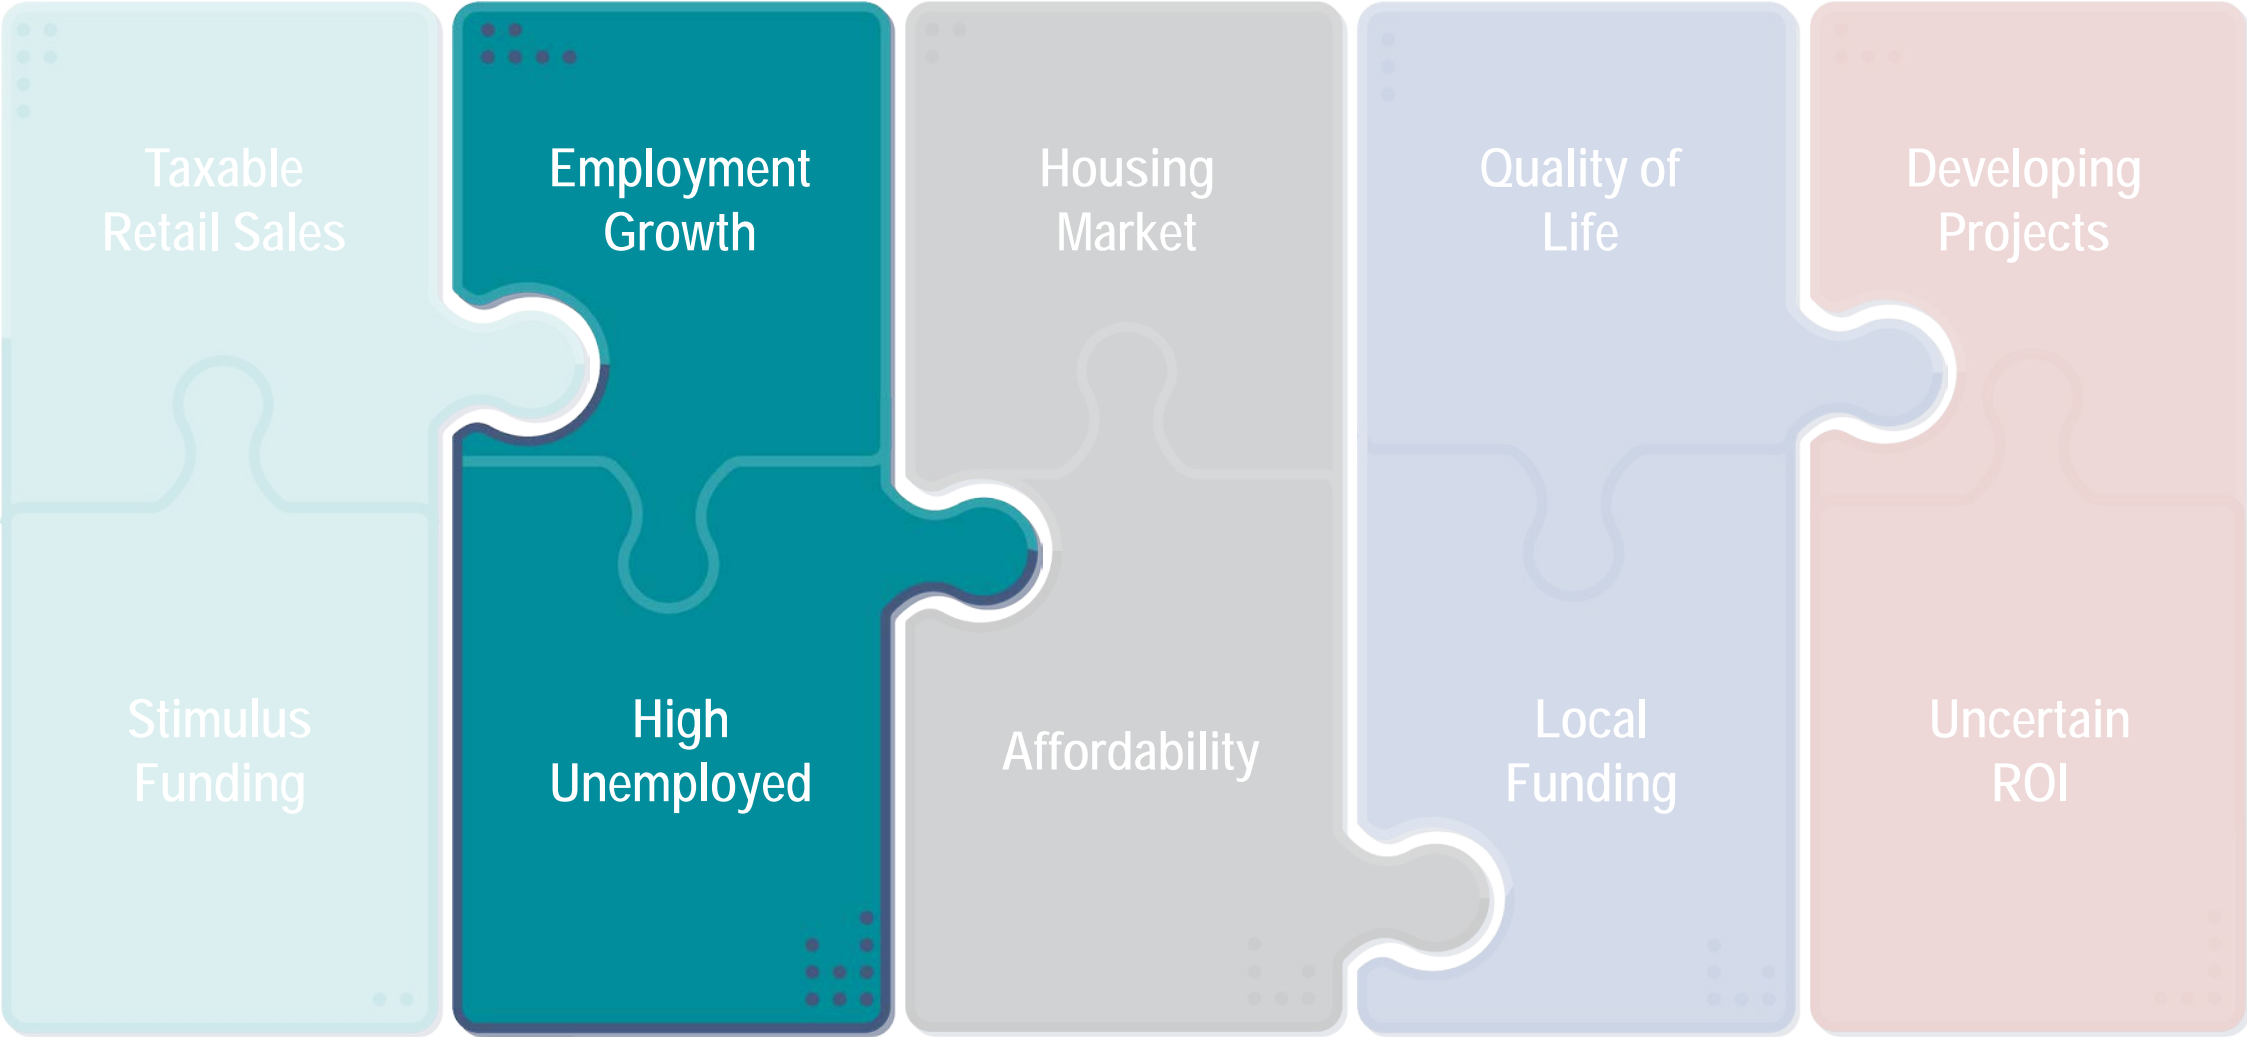 Taxable
Retail Sales
Employment
Growth
Housing
Market
Quality of
Life
Developing
Projects
Stimulus
Funding
High
Unemployed
Affordability
Local
Funding
Uncertain
ROI